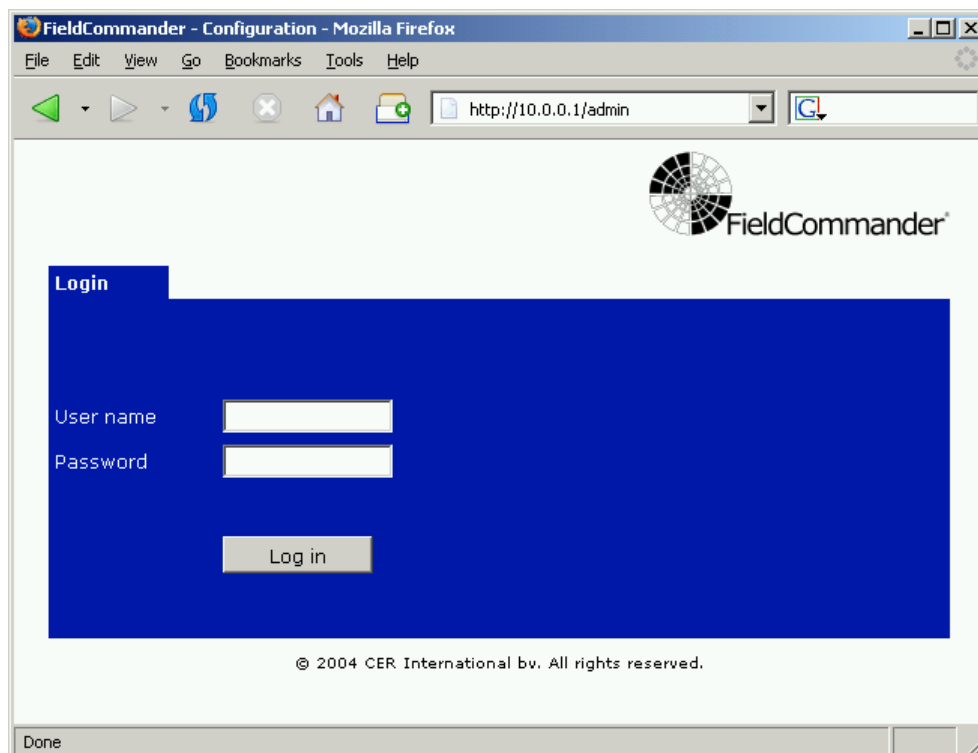 FieldCommander - Configuration - Mozilla Firefox
File Edit View Go Bookmarks Tools Help
http://10.0.0.1/admin
G
FieldCommander®
Login
User name
Password
Log in
© 2004 CER International bv. All rights reserved.
Done